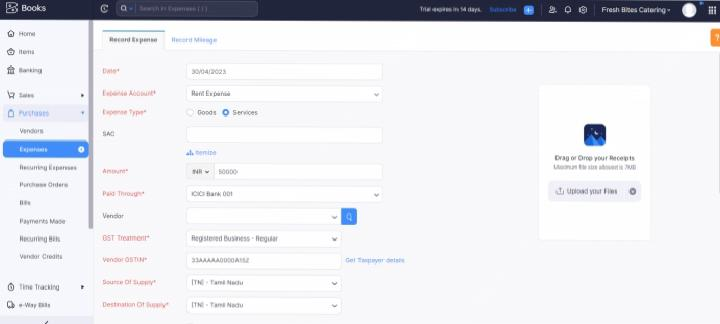 Books
Search in Expenses ( / )
Trial expires in 14 days.
Subscribe
Fresh Bites Catering
Home
Items
Banking
Sales
Purchases
Vendors
Expenses
Recurring Expenses
Purchase Orders
Bills
Payments Made
Recurring Bills
Vendor Credits
Time Tracking
e-Way Bills
Record Expense
Record Mileage
Date*
30/04/2023
Expense Account*
Rent Expense
Expense Type*
Goods
Services
SAC
Itemize
Amount*
INR
50000
Paid Through*
ICICI Bank 001
Vendor
GST Treatment*
Registered Business - Regular
Vendor GSTIN*
33AAAAA0000A15Z
Get Taxpayer details
Source Of Supply*
[TN] - Tamil Nadu
Destination Of Supply*
[TN] - Tamil Nadu
Drag or Drop your Receipts
Maximum file size allowed is 7MB
Upload your Files
?